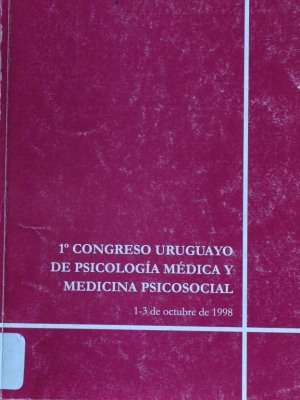 1º CONGRESO URUGUAYO
DE PSICOLOGÍA MÉDICA Y
MEDICINA PSICOSOCIAL
1-3 de octubre de 1998